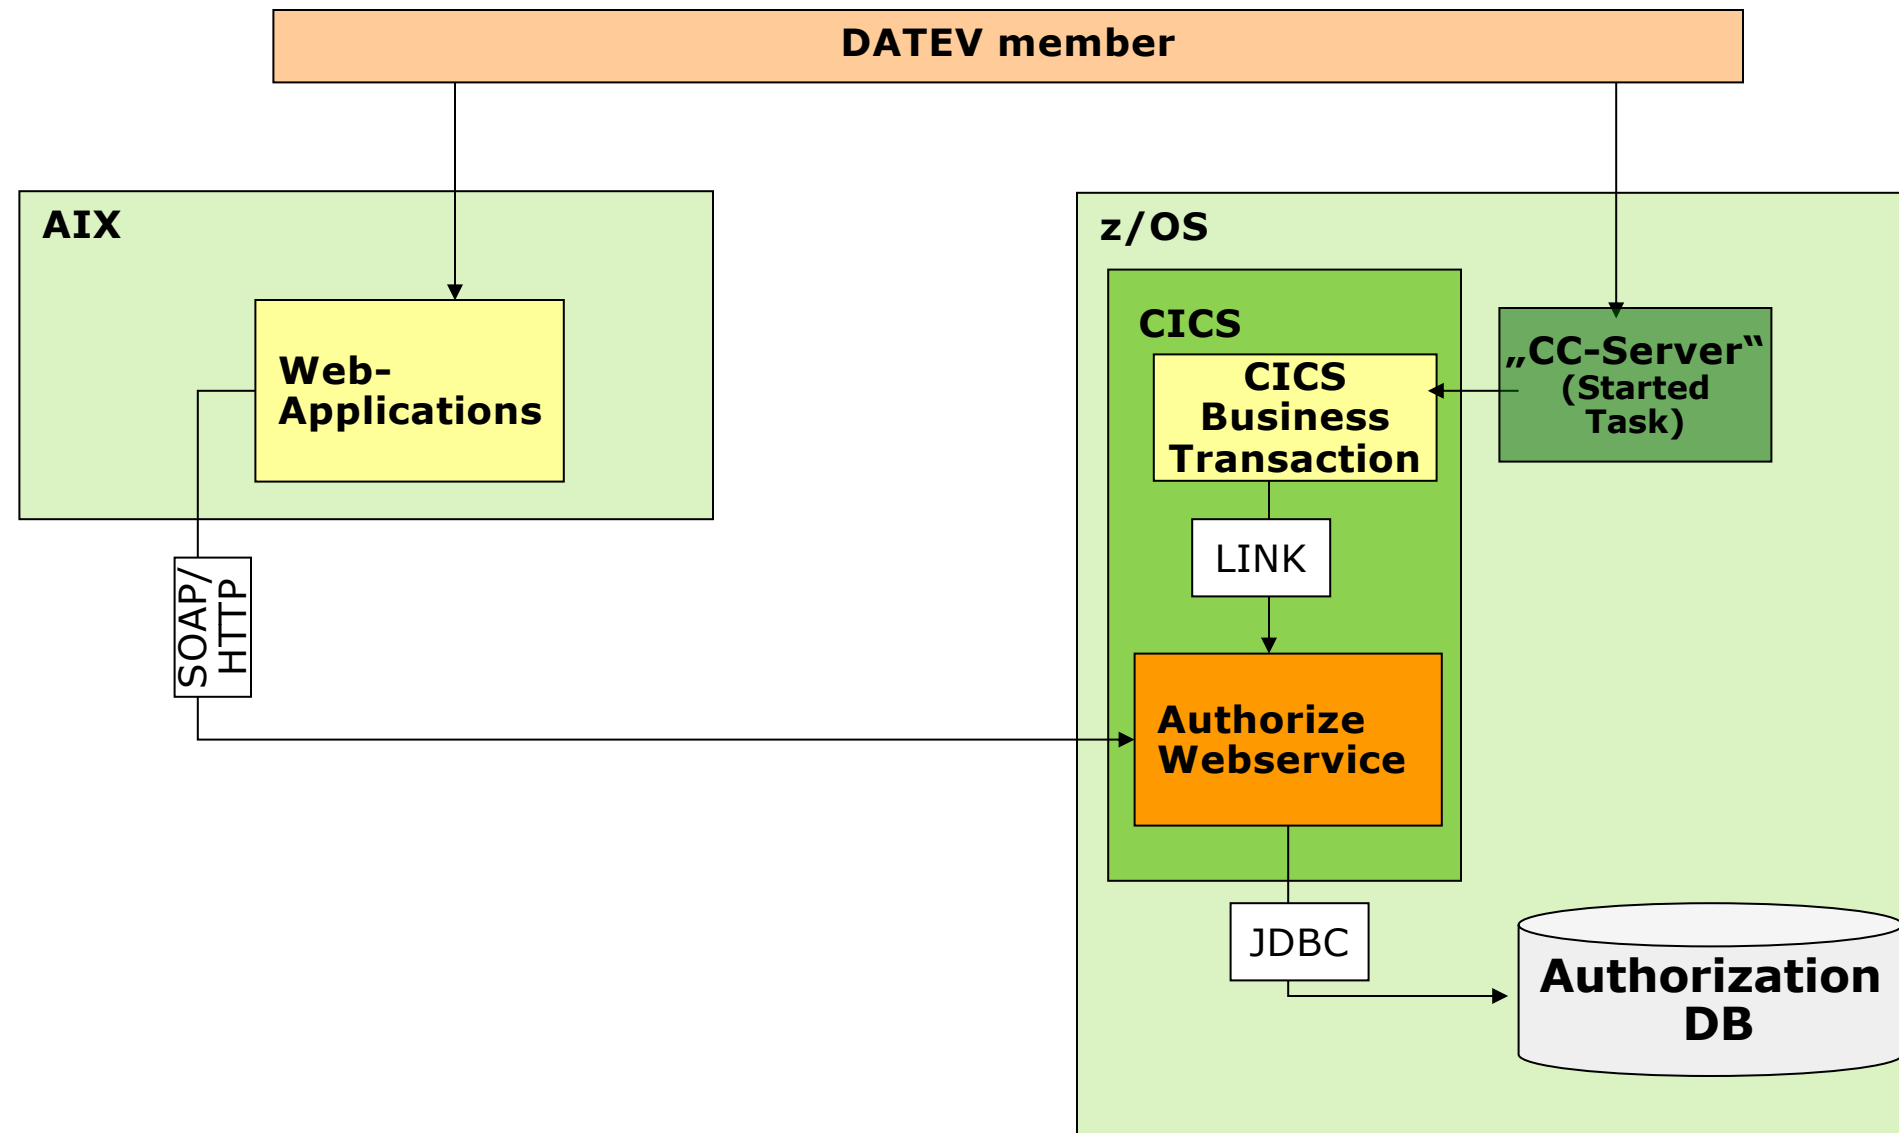 DATEV member
AIX
Web-
Applications
SOAP/
HTTP
z/OS
CICS
CICS
Business
Transaction
„CC-Server“
(Started
Task)
LINK
Authorize
Webservice
JDBC
Authorization
DB